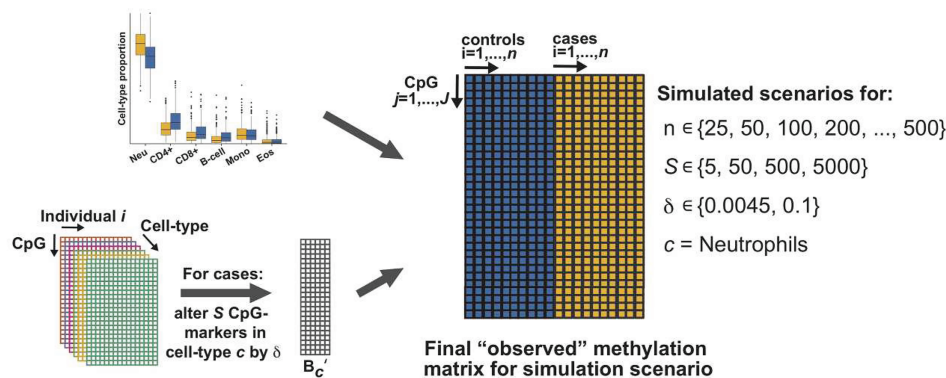 Cell-type proportion
Neu
CD4+
CD8+
B-cell
Mono
Eos
controls
i=1,...,n
cases
i=1,...,n
CpG
j=1,...,J
Simulated scenarios for:
n ∈{25, 50, 100, 200, ..., 500}
S∈{5, 50, 500, 5000}
δ ∈{0.0045, 0.1}
c = Neutrophils
Individual i
CpG
Cell-type
For cases:
alter S CpG-
markers in
cell-type c by δ
Bc′
Final “observed” methylation
matrix for simulation scenario